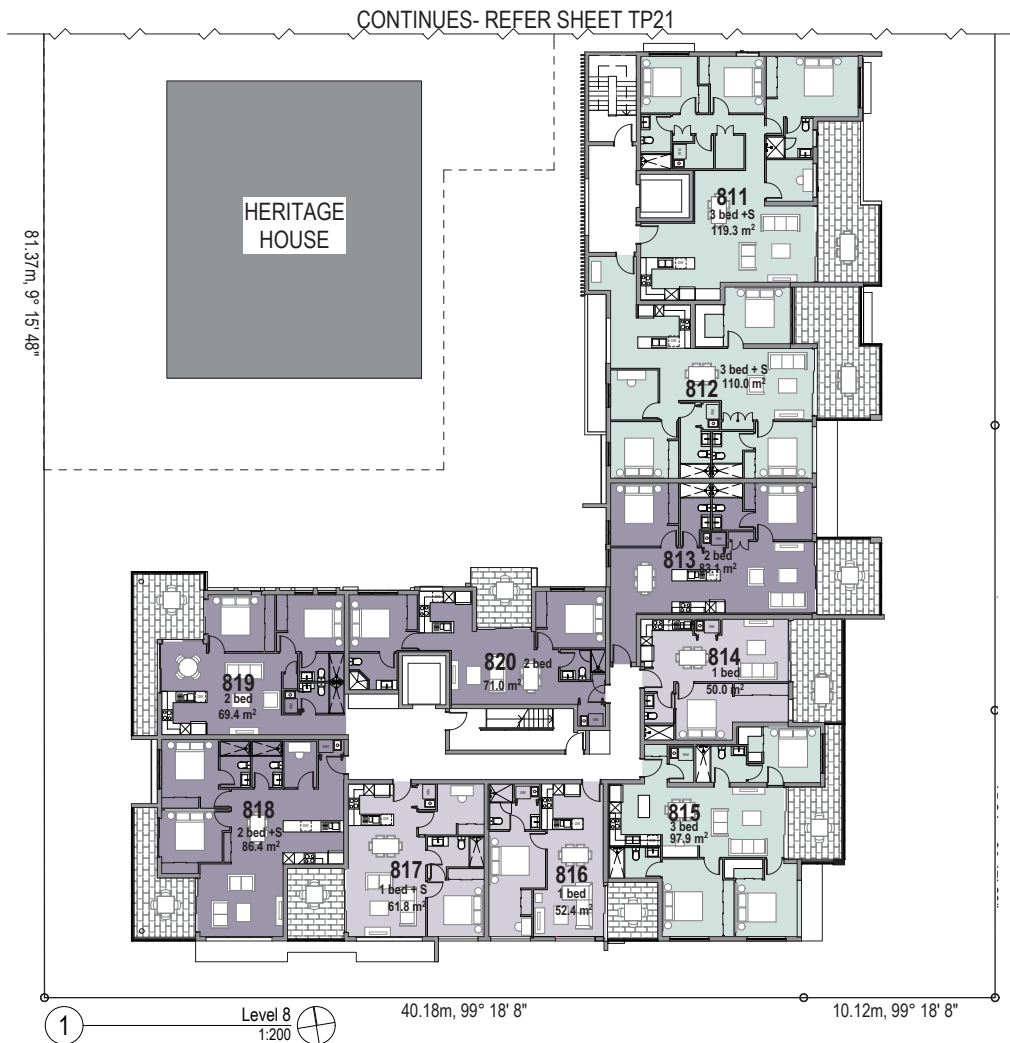 CONTINUES- REFER SHEET TP21
HERITAGE
HOUSE
81.37m, 9° 15' 48"
811
3 bed +S
119.3 m²
812
3 bed + S
110.0 m²
813
2 bed
83.1 m²
814
1 bed
50.0 m²
820
2 bed
71.0 m²
819
2 bed
69.4 m²
818
2 bed +S
86.4 m²
817
1 bed + S
61.8 m²
816
1 bed
52.4 m²
815
3 bed
97.9 m²
1
Level 8
1:200
40.18m, 99° 18' 8"
10.12m, 99° 18' 8"